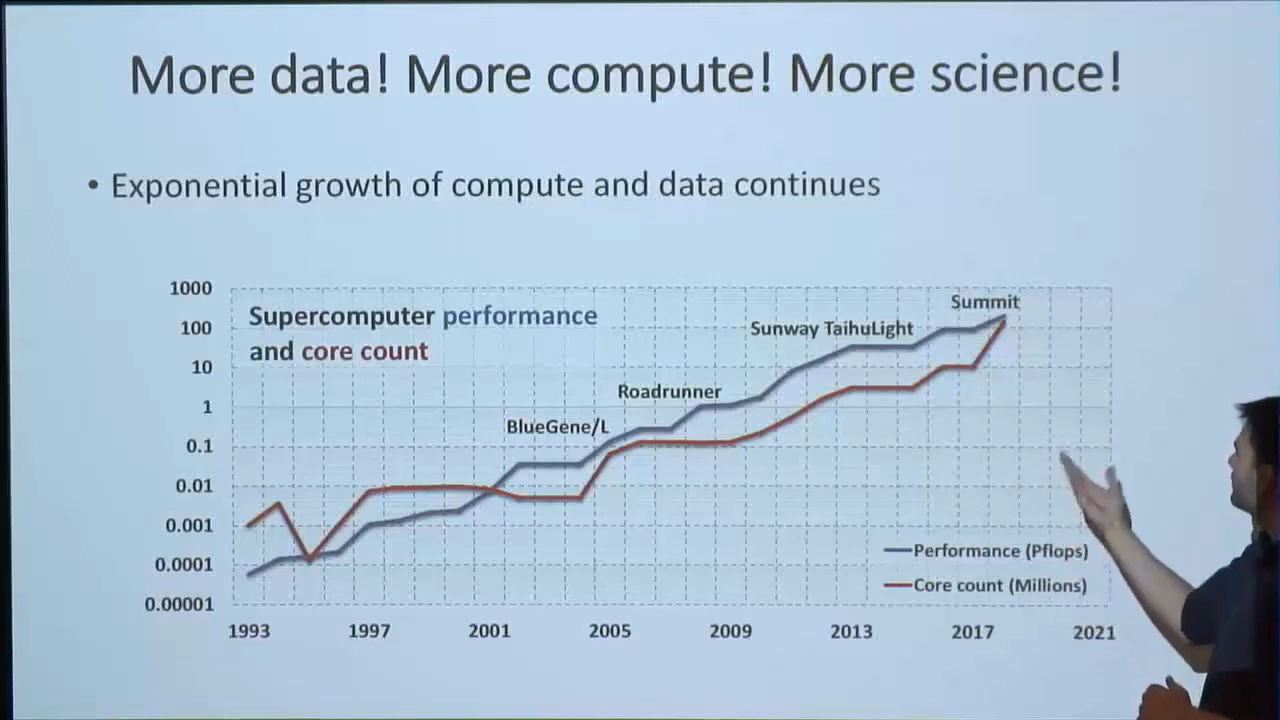 More data! More compute! More science!
• Exponential growth of compute and data continues
Supercomputer performance
and core count
1000
100
10
1
0.1
0.01
0.001
0.0001
0.00001
Summit
Sunway TaihuLight
Roadrunner
BlueGene/L
Performance (Pflops)
Core count (Millions)
1993 1997 2001 2005 2009 2013 2017 2021